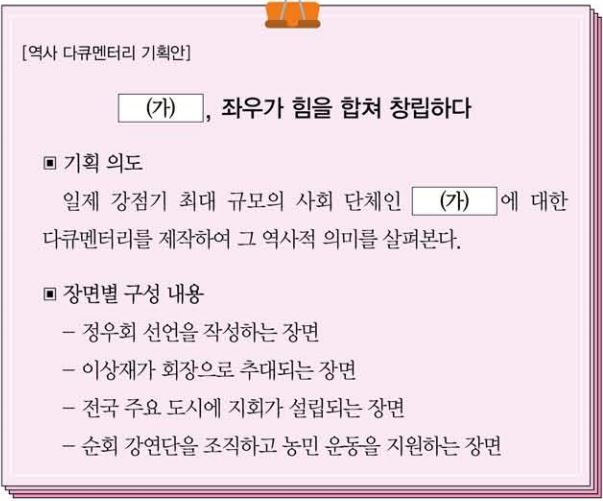 [역사 다큐멘터리 기획안]
(가), 좌우가 힘을 합쳐 창립하다
▣ 기획 의도
일제 강점기 최대 규모의 사회 단체인 (가)에 대한
다큐멘터리를 제작하여 그 역사적 의미를 살펴본다.
▣ 장면별 구성 내용
- 정우회 선언을 작성하는 장면
- 이상재가 회장으로 추대되는 장면
- 전국 주요 도시에 지회가 설립되는 장면
- 순회 강연단을 조직하고 농민 운동을 지원하는 장면